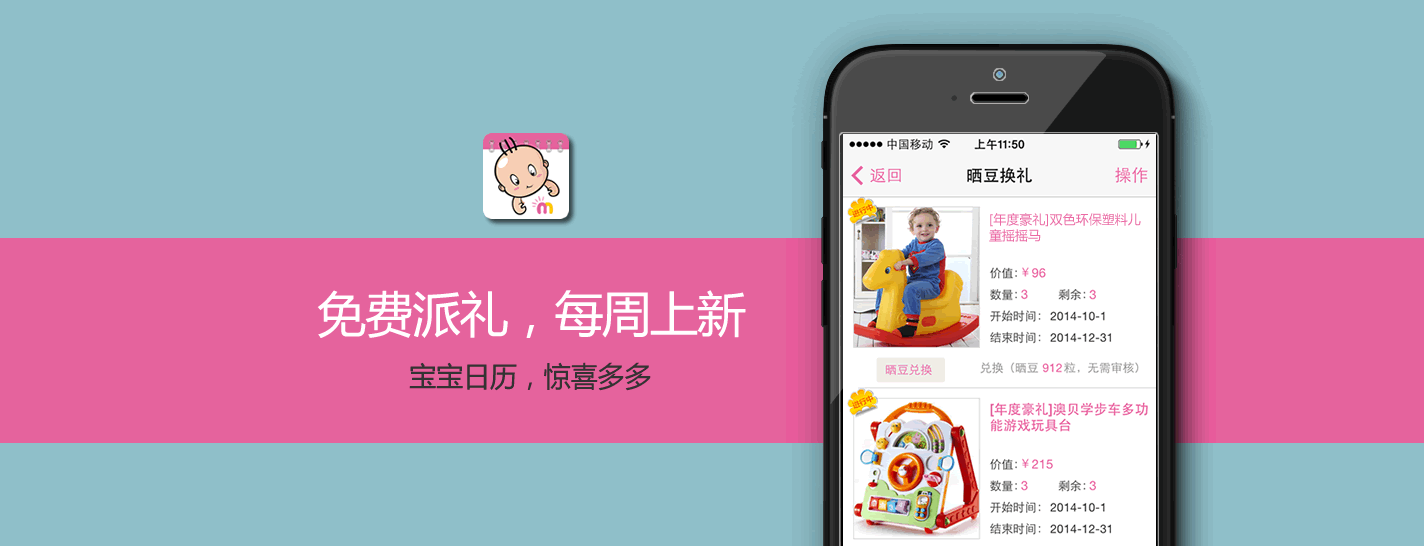 m
免费派礼，每周上新
宝宝日历，惊喜多多
中国移动
上午11:50
返回
晒豆换礼
操作
进行中
[年度豪礼]双色环保塑料儿
童摇摇马
价值：￥96
数量：3 剩余：3
开始时间： 2014-10-1
结束时间： 2014-12-31
晒豆兑换
兑换（晒豆 912粒，无需审核）
进行中
[年度豪礼]澳贝学步车多功
能游戏玩具台
价值：￥215
数量：3 剩余：3
开始时间： 2014-10-1
结束时间： 2014-12-31